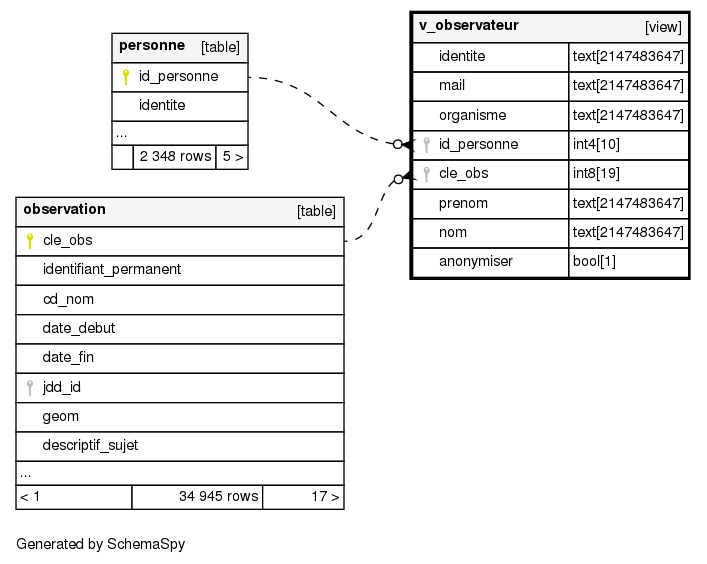 personne [table]
id_personne
identite
...
2 348 rows 5 >
v_observateur [view]
identite text[2147483647]
mail text[2147483647]
organisme text[2147483647]
id_personne int4[10]
cle_obs int8[19]
prenom text[2147483647]
nom text[2147483647]
anonymiser bool[1]
observation [table]
cle_obs
identifiant_permanent
cd_nom
date_debut
date_fin
jdd_id
geom
descriptif_sujet
...
< 1 34 945 rows 17 >
Generated by SchemaSpy